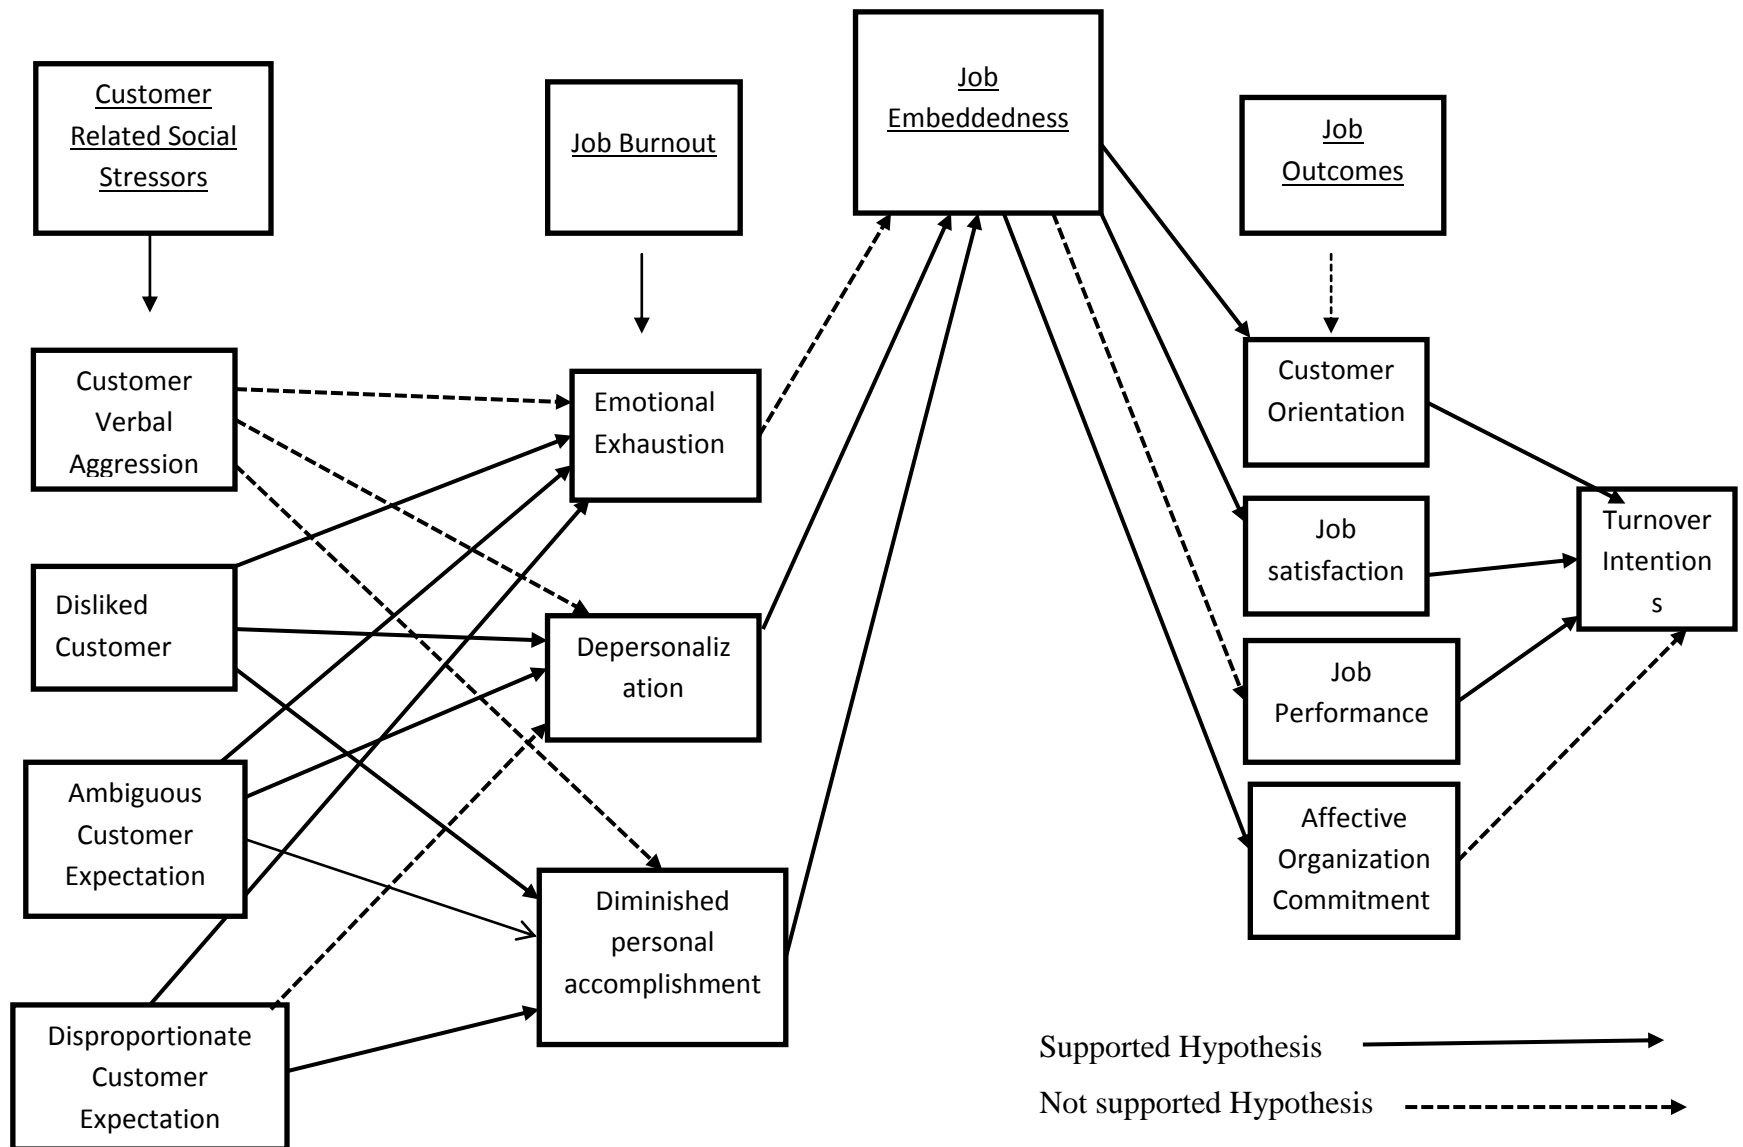 Customer
Related Social
Stressors
Job Burnout
Job
Embeddedness
Job
Outcomes
Customer
Verbal
Aggression
Disliked
Customer
Ambiguous
Customer
Expectation
Disproportionate
Customer
Expectation
Emotional
Exhaustion
Depersonaliz
ation
Diminished
personal
accomplishment
Customer
Orientation
Job
satisfaction
Job
Performance
Affective
Organization
Commitment
Turnover
Intention
s
Supported Hypothesis
Not supported Hypothesis